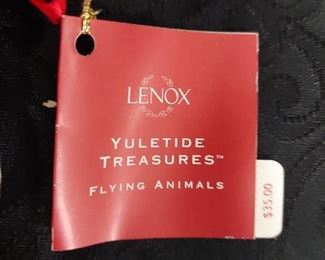 LENOX
YULETIDE
TREASURES™
FLYING ANIMALS
$35.00